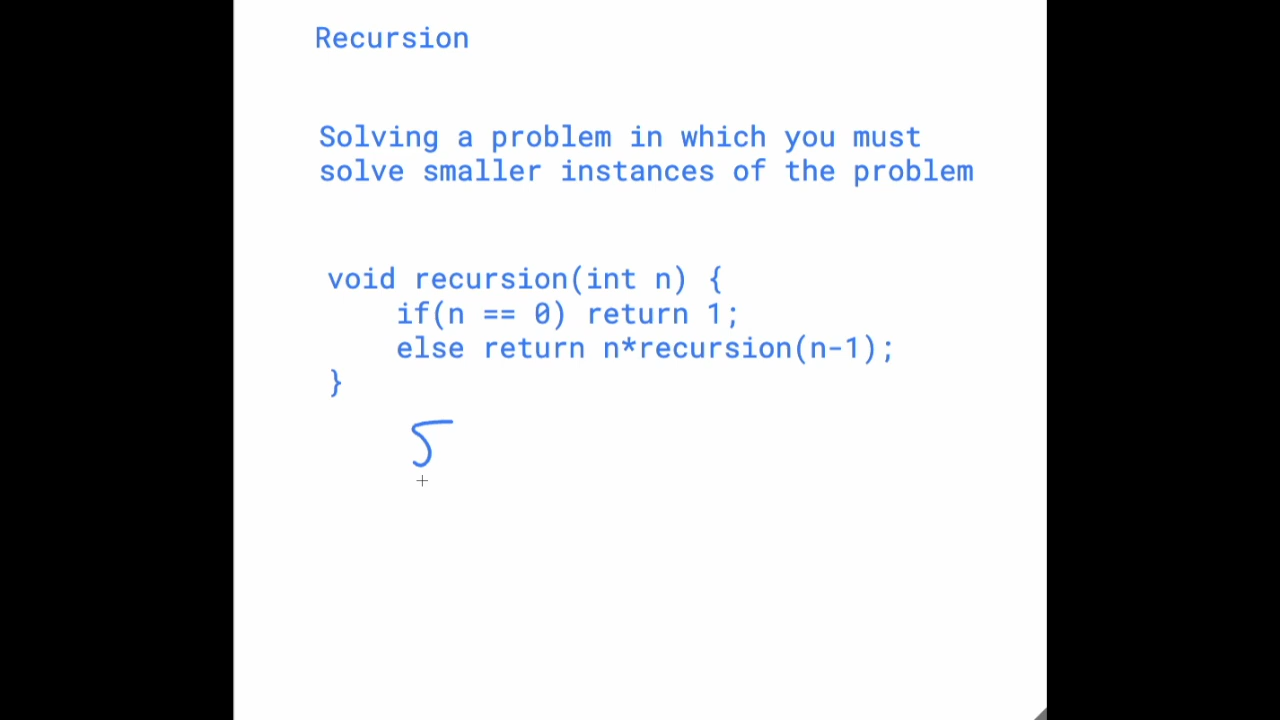 Recursion
Solving a problem in which you must
solve smaller instances of the problem
void recursion(int n) {
if(n == 0) return 1;
else return n*recursion(n-1);
}
5